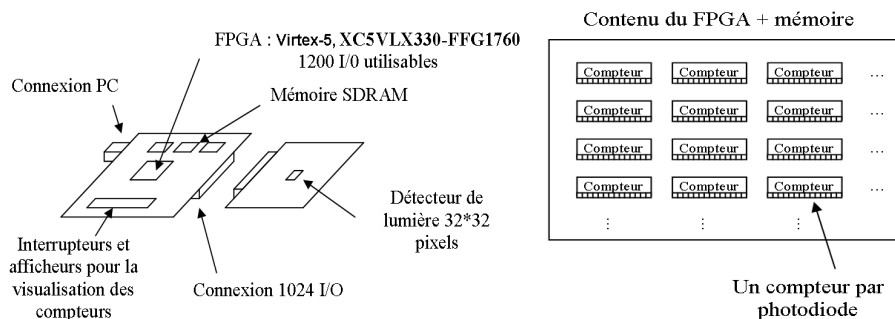 FPGA : Virtex-5, XC5VLX330-FFG1760
1200 I/0 utilisables
Connexion PC
Mémoire SDRAM
Détecteur de
lumière 32*32
pixels
Interrupteurs et
afficheurs pour la
visualisation des
compteurs
Connexion 1024 I/O
Contenu du FPGA + mémoire
Compteur Compteur Compteur ...
Compteur Compteur Compteur ...
Compteur Compteur Compteur ...
Compteur Compteur Compteur ...
⋮ ⋮ ⋮
Un compteur par
photodiode